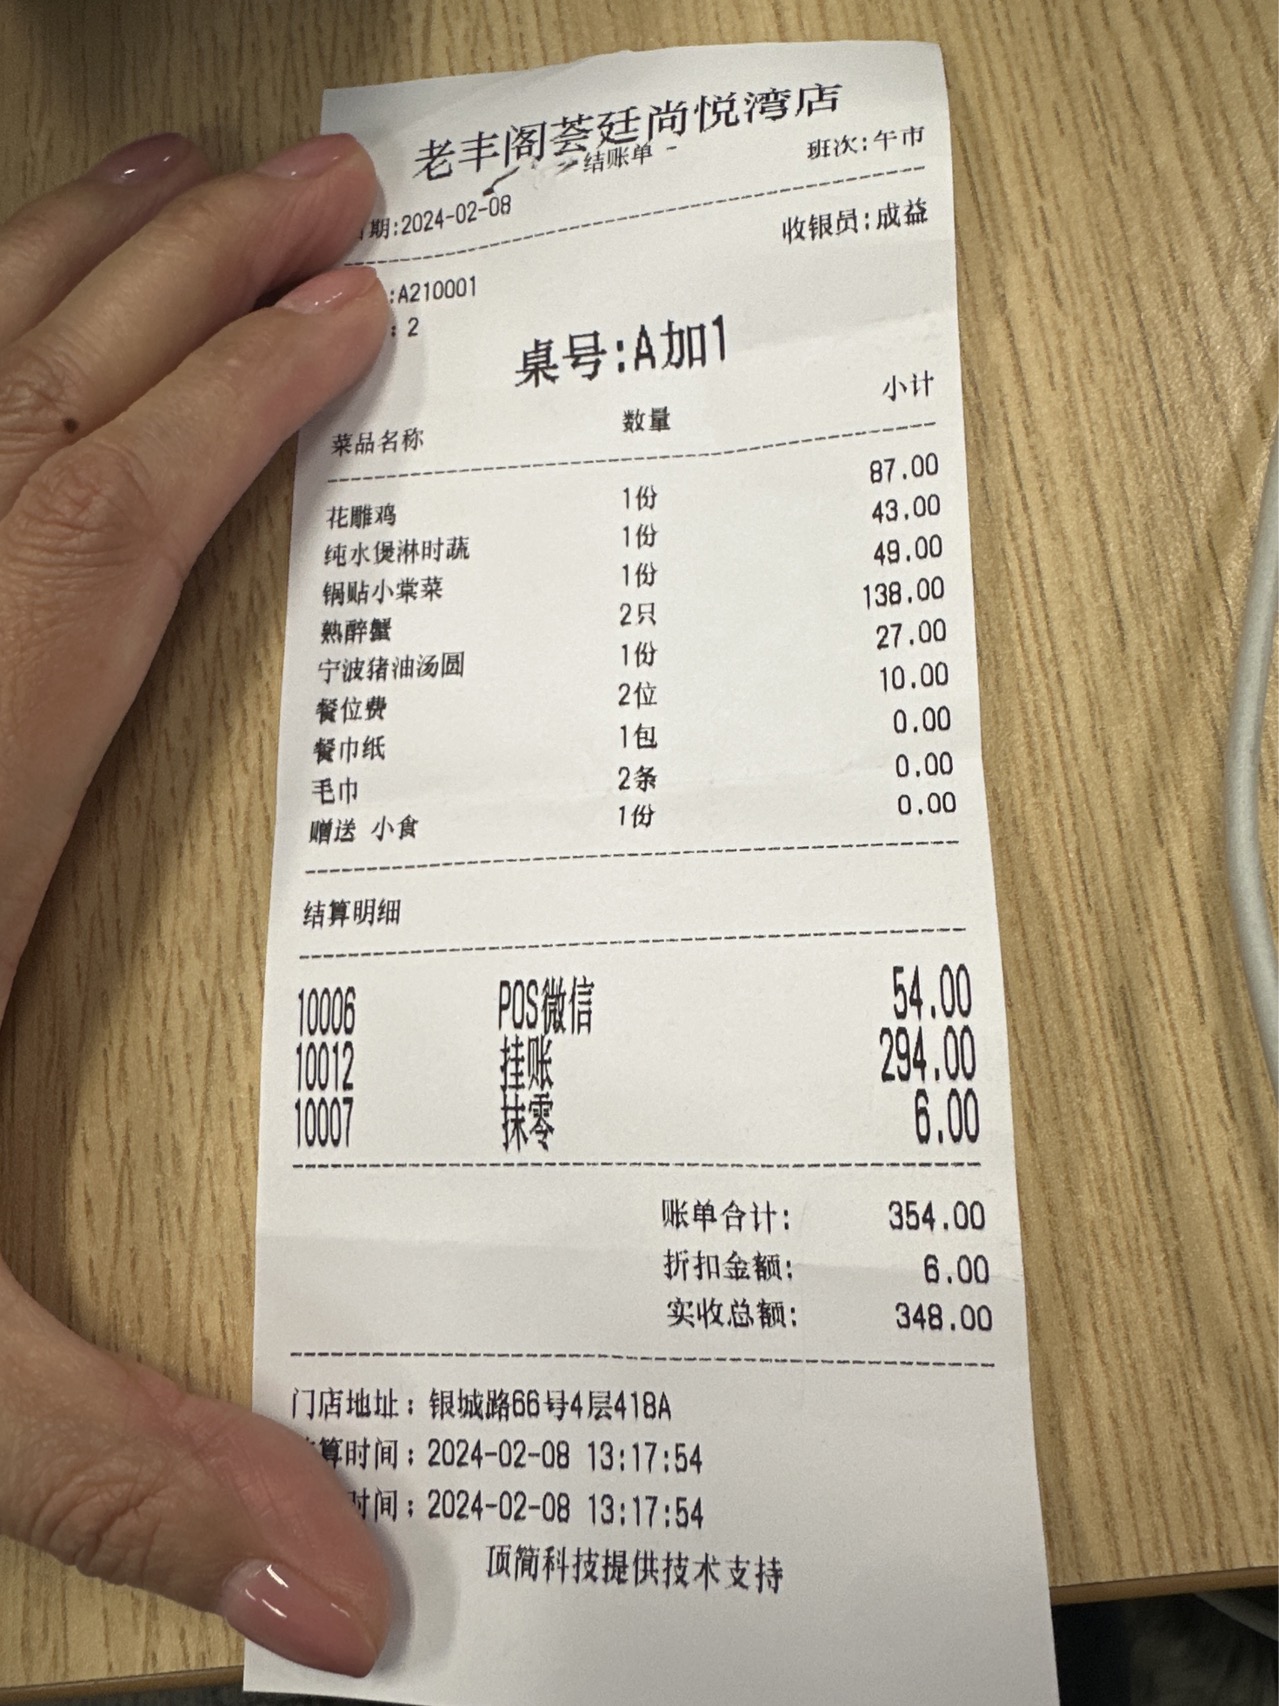 老丰阁荟廷尚悦湾店
结账单 -
班次:午市
期:2024-02-08
收银员:成益
:A210001
: 2
桌号:A加1
菜品名称 数量 小计
花雕鸡 1份 87.00
纯水煲淋时蔬 1份 43.00
锅贴小棠菜 1份 49.00
熟醉蟹 2只 138.00
宁波猪油汤圆 1份 27.00
餐位费 2位 10.00
餐巾纸 1包 0.00
毛巾 2条 0.00
赠送 小食 1份 0.00
结算明细
10006 POS微信 54.00
10012 挂账 294.00
10007 抹零 6.00
账单合计: 354.00
折扣金额: 6.00
实收总额: 348.00
门店地址: 银城路66号4层418A
算时间: 2024-02-08 13:17:54
时间: 2024-02-08 13:17:54
顶简科技提供技术支持